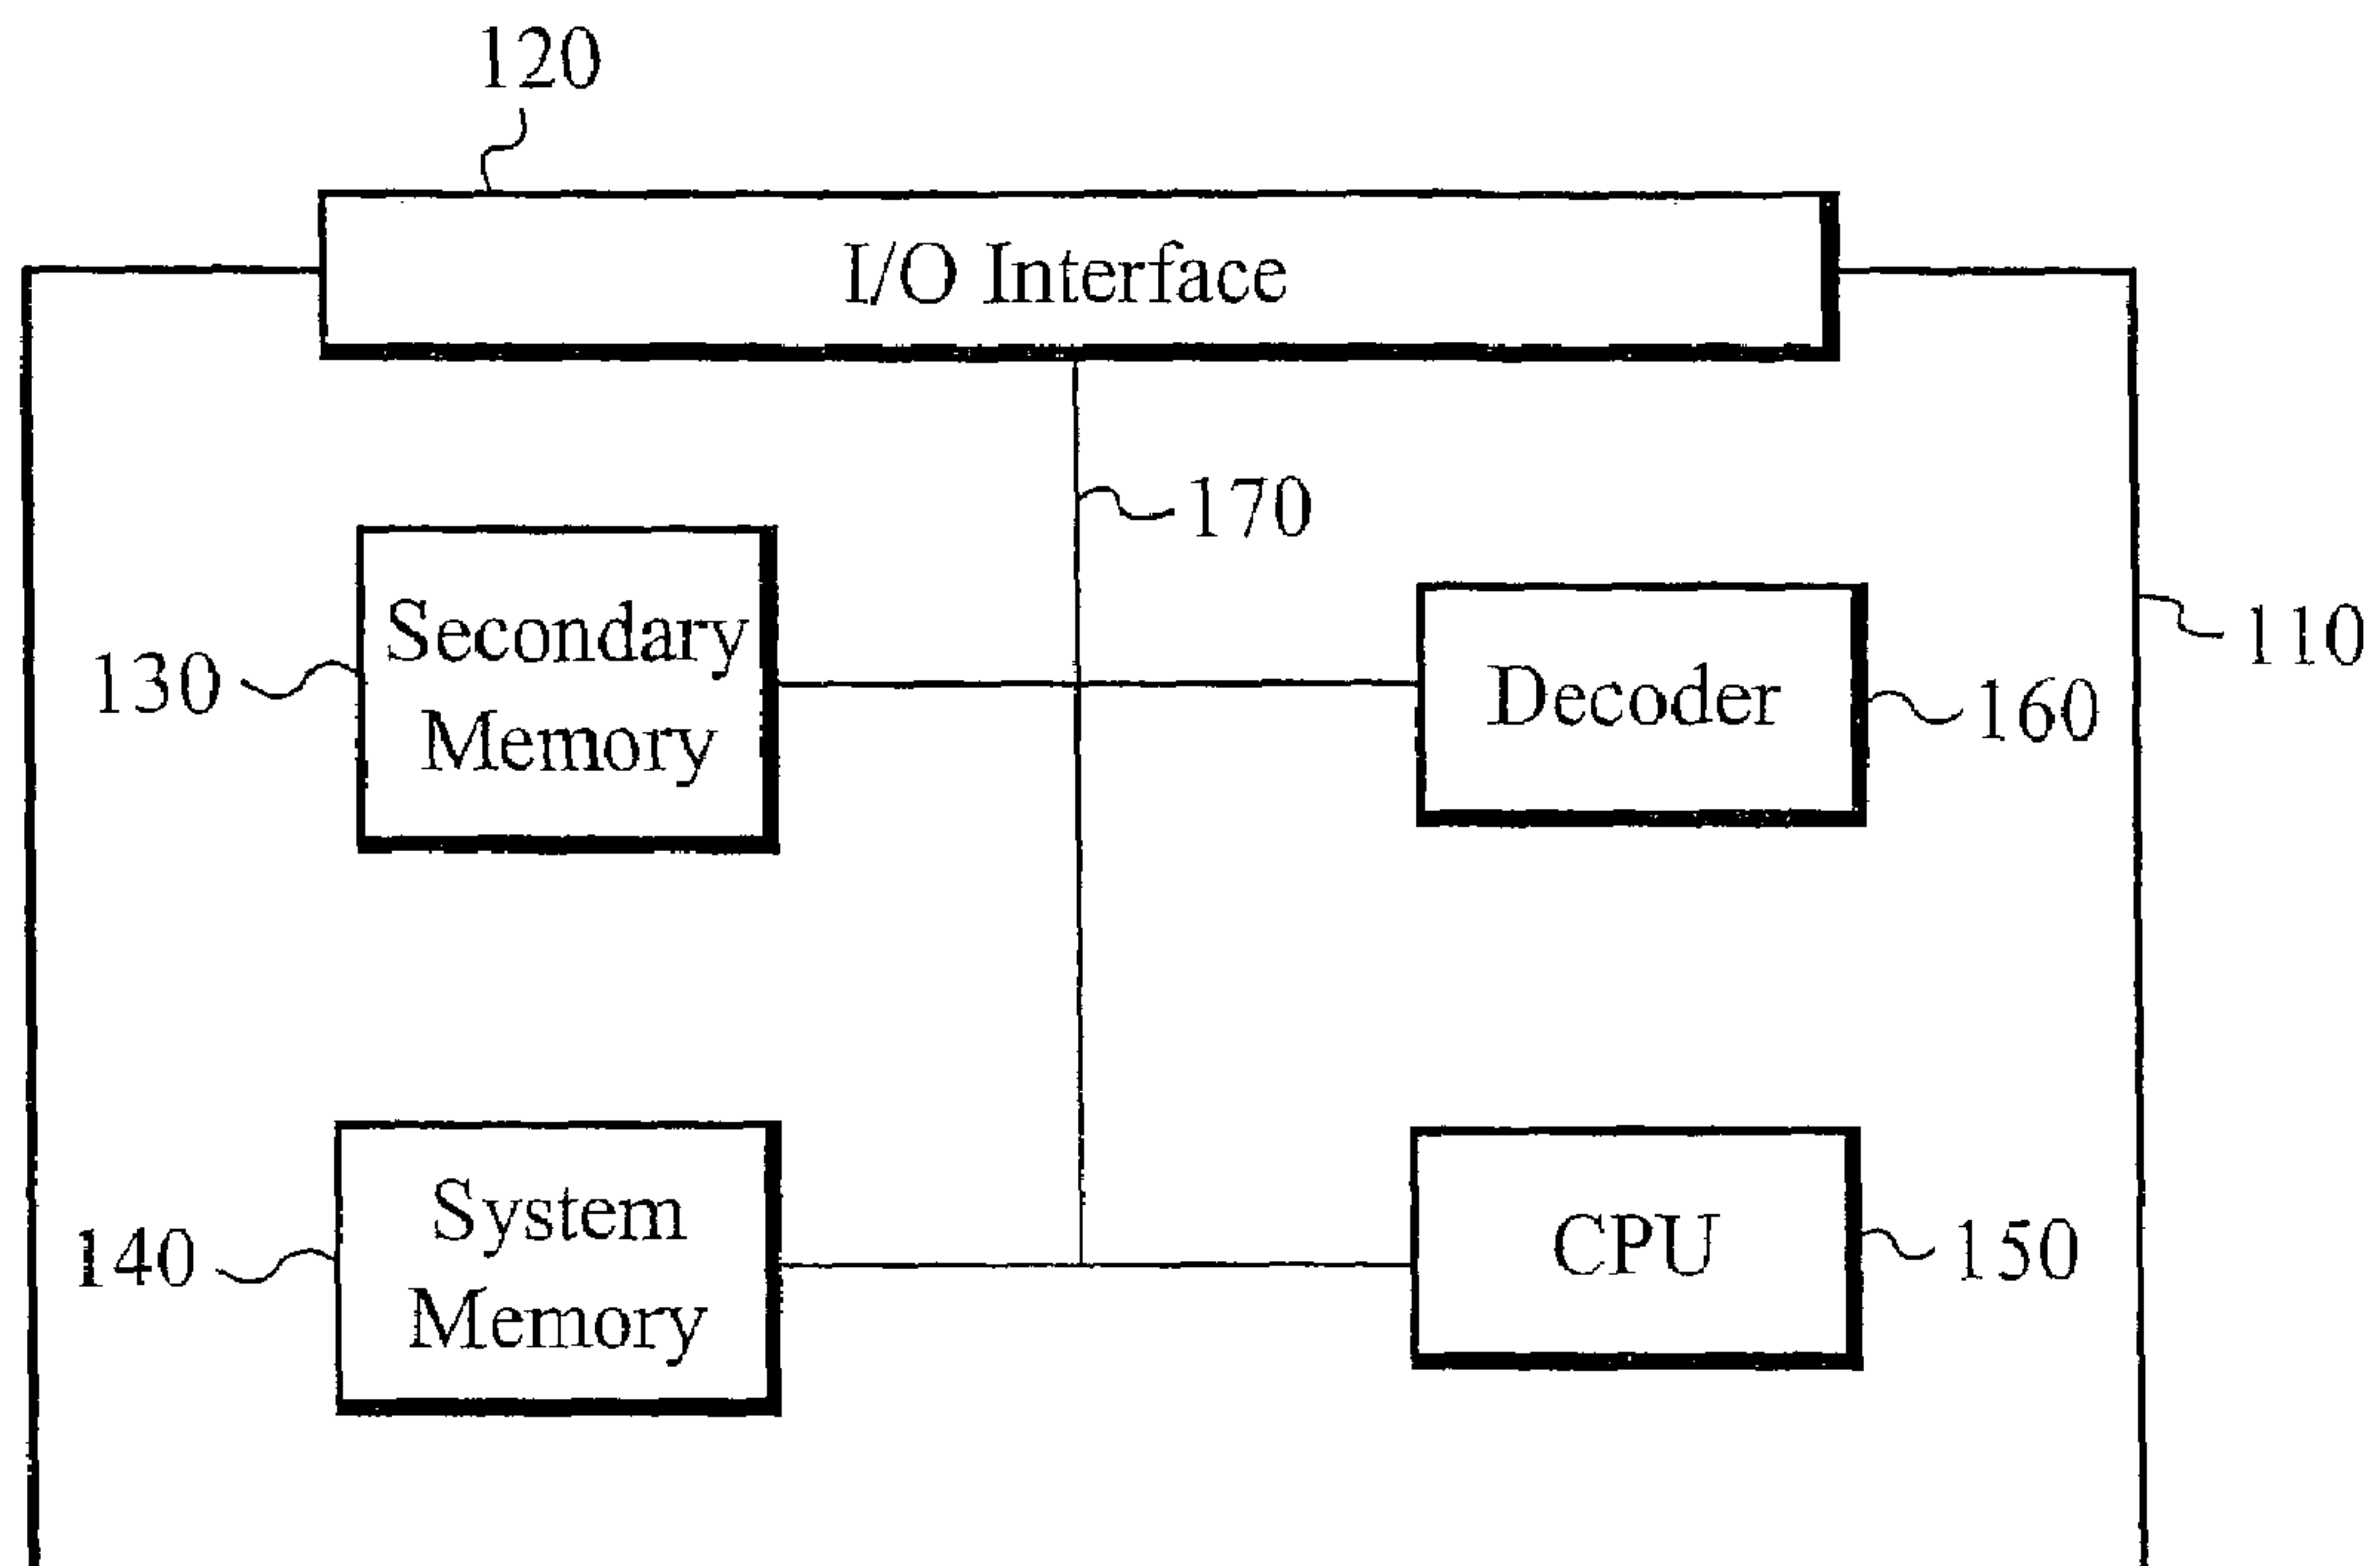 120
I/O Interface
170
Secondary
Memory
130
Decoder
160
110
System
Memory
140
CPU
150